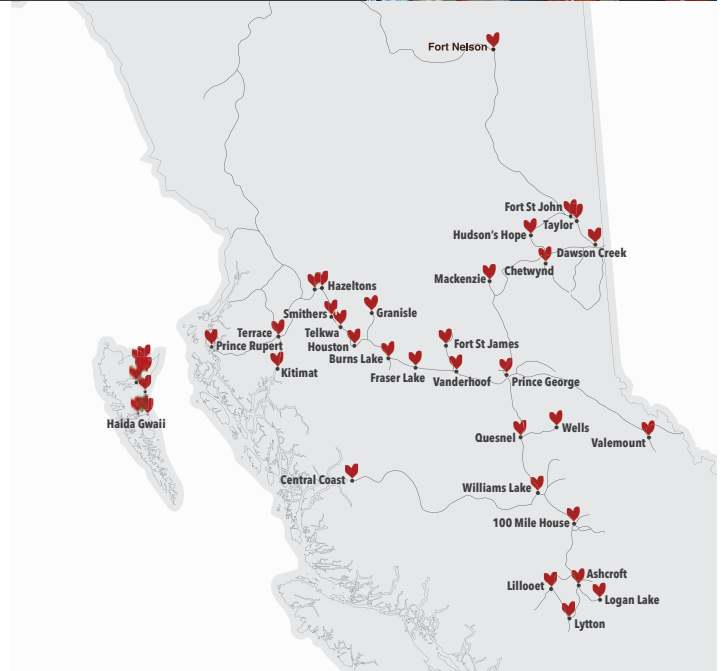 Fort Nelson
Fort St John
Taylor
Hudson's Hope
Dawson Creek
Chetwynd
Mackenzie
Hazeltons
Smithers
Granisle
Terrace
Telkwa
Prince Rupert
Houston
Fort St James
Burns Lake
Kitimat
Fraser Lake
Vanderhoof
Prince George
Haida Gwaii
Wells
Quesnel
Valemount
Central Coast
Williams Lake
100 Mile House
Ashcroft
Lillooet
Logan Lake
Lytton